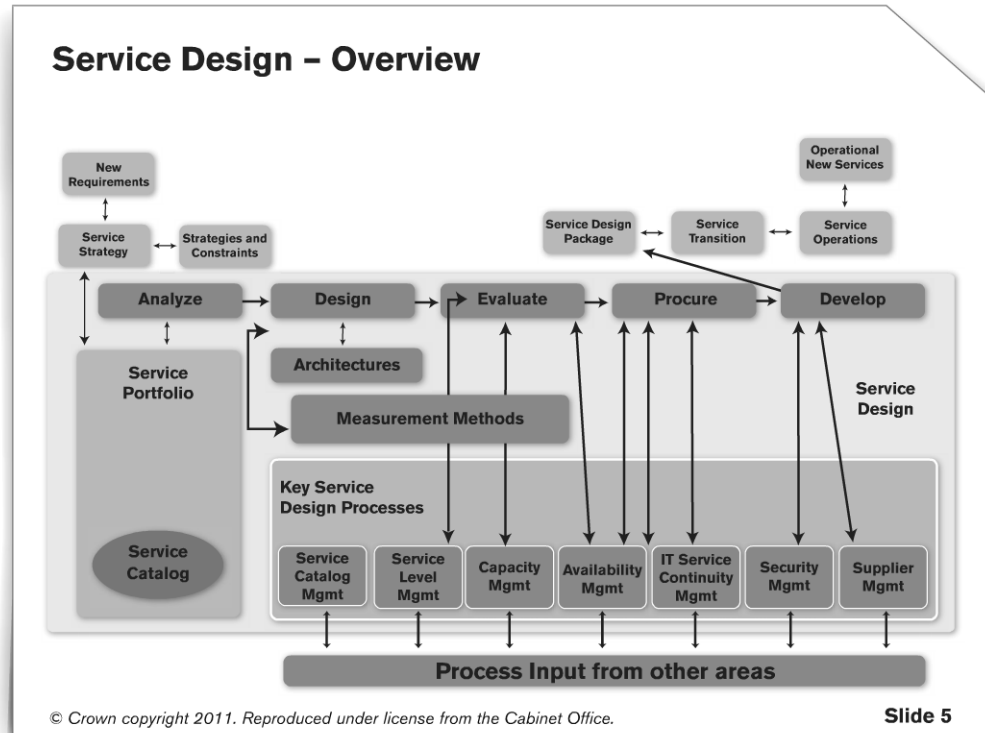 Service Design – Overview
New
Requirements
Service
Strategy
Strategies and
Constraints
Operational
New Services
Service Design
Package
Service
Transition
Service
Operations
Analyze
Design
Evaluate
Procure
Develop
Service
Portfolio
Architectures
Measurement Methods
Service
Design
Key Service
Design Processes
Service
Catalog
Service
Catalog
Mgmt
Service
Level
Mgmt
Capacity
Mgmt
Availability
Mgmt
IT Service
Continuity
Mgmt
Security
Mgmt
Supplier
Mgmt
Process Input from other areas
© Crown copyright 2011. Reproduced under license from the Cabinet Office.
Slide 5